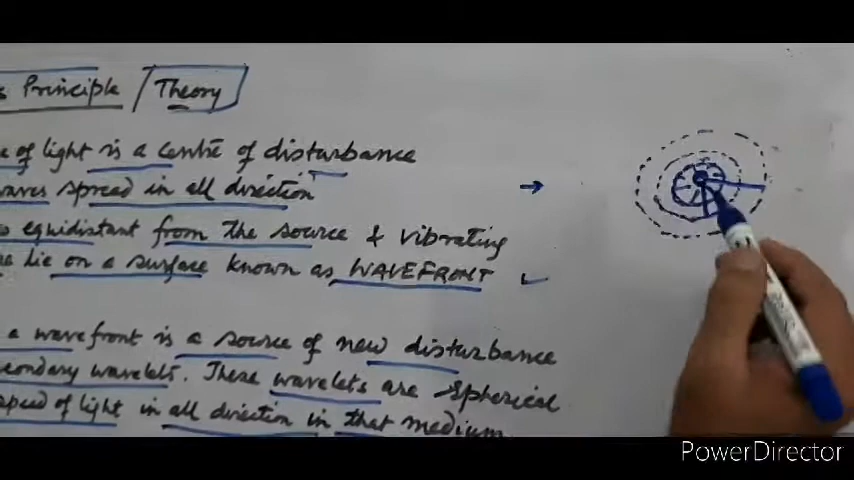 Principle / Theory
of light is a centre of disturbance
waves spread in all direction
equidistant from the source & vibrating
lie on a surface known as WAVEFRONT
a wavefront is a source of new disturbance
wavelets. These wavelets are spherical
speed of light in all direction in that medium
PowerDirector